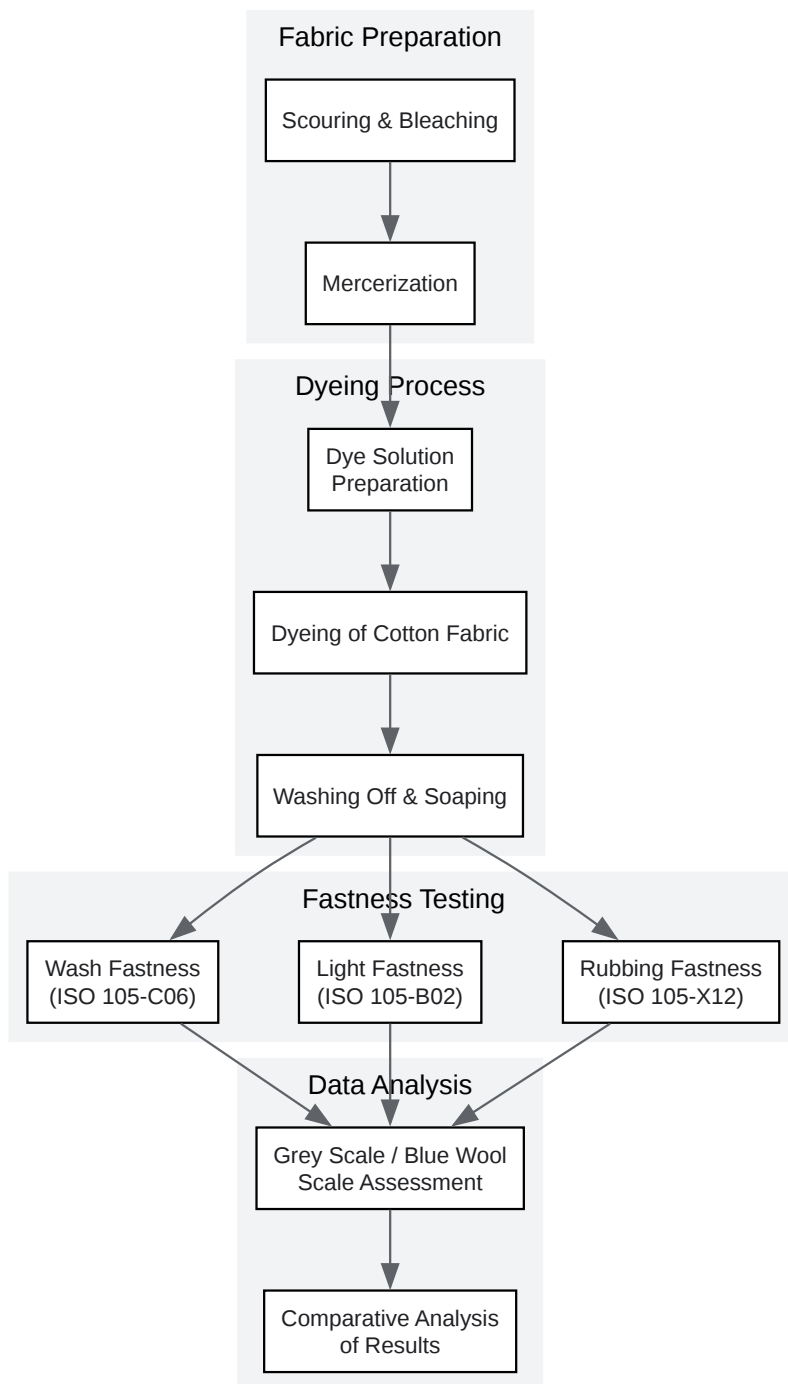 Fabric Preparation
Scouring & Bleaching
Mercerization
Dyeing Process
Dye Solution
Preparation
Dyeing of Cotton Fabric
Washing Off & Soaping
Fastness Testing
Wash Fastness
(ISO 105-C06)
Light Fastness
(ISO 105-B02)
Rubbing Fastness
(ISO 105-X12)
Data Analysis
Grey Scale / Blue Wool
Scale Assessment
Comparative Analysis
of Results